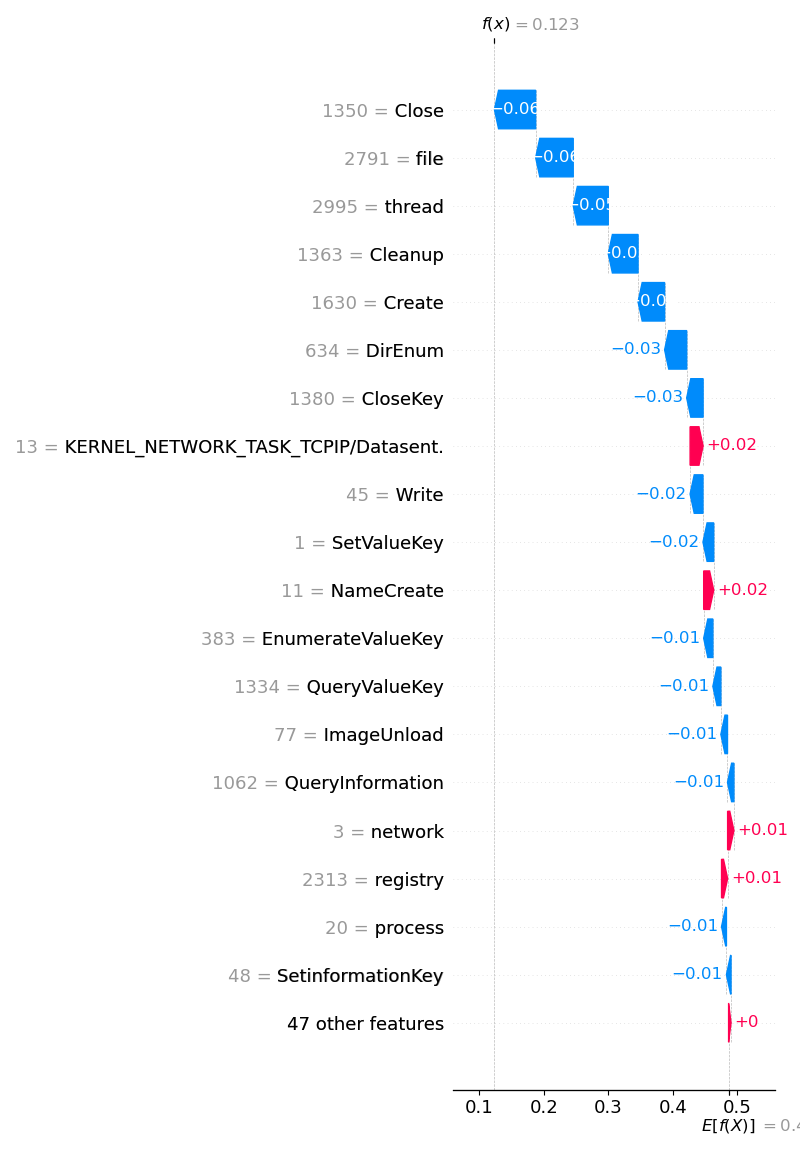 f(x) = 0.123
1350 = Close
−0.06
2791 = file
−0.06
2995 = thread
−0.05
1363 = Cleanup
1630 = Create
634 = DirEnum
−0.03
1380 = CloseKey
−0.03
13 = KERNEL_NETWORK_TASK_TCPIP/Datasent.
+0.02
45 = Write
−0.02
1 = SetValueKey
−0.02
11 = NameCreate
+0.02
383 = EnumerateValueKey
−0.01
1334 = QueryValueKey
−0.01
77 = ImageUnload
−0.01
1062 = QueryInformation
−0.01
3 = network
+0.01
2313 = registry
+0.01
20 = process
−0.01
48 = SetinformationKey
−0.01
47 other features
+0
0.1 0.2 0.3 0.4 0.5
E[f(X)] =